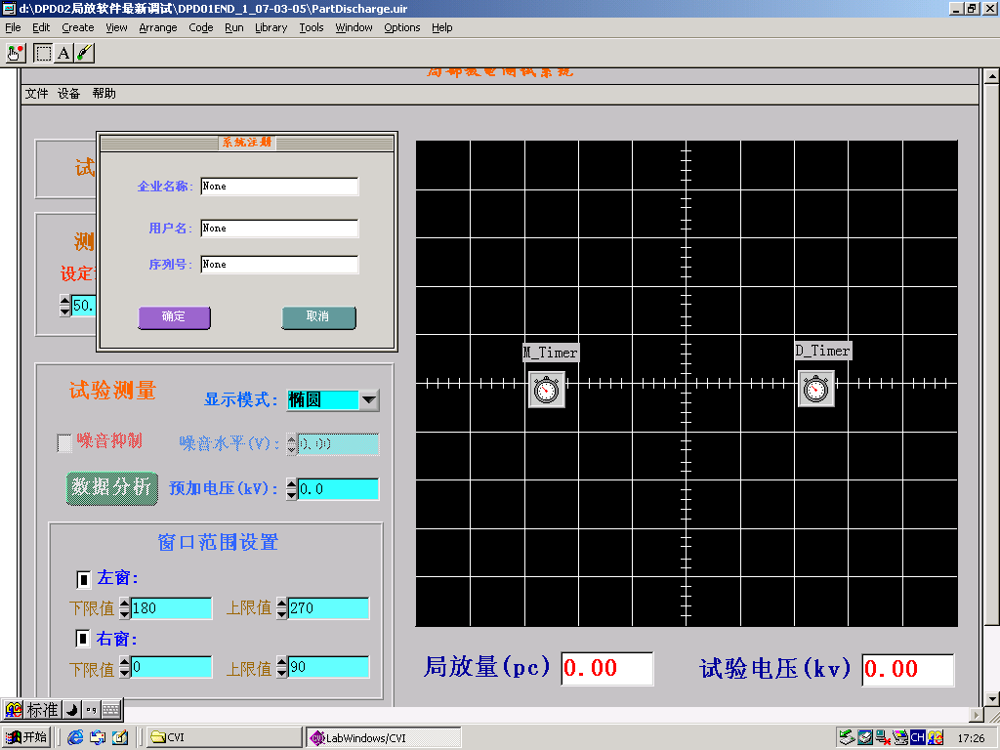 d:\DPD02局放软件最新调试\DPD01END_1_07-03-05\PartDischarge.uir
File Edit Create View Arrange Code Run Library Tools Window Options Help
A
局部放电测试系统
文件 设备 帮助
系统注册
试
企业名称: None
用户名: None
测
序列号: None
设定
50.
确定 取消
M_Timer D_Timer
试验测量
显示模式: 椭圆
噪音抑制 噪音水平(V): 0.00
数据分析 预加电压(kV): 0.0
窗口范围设置
左窗:
下限值 180 上限值 270
右窗:
下限值 0 上限值 90
局放量(pc) 0.00 试验电压(kv) 0.00
标准
开始 CVI LabWindows/CVI CH 17:26